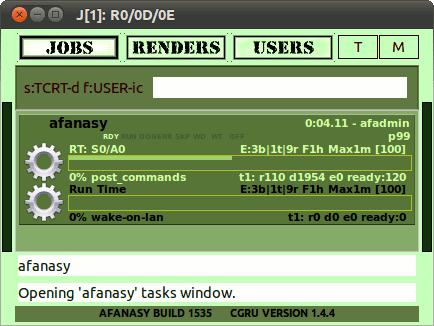 J[1]: R0/0D/0E
JOBS RENDERS USERS T M
s:TCRT-d f:USER-ic
afanasy 0:04.11 - afadmin
RDY RUN DON ERR SKP WD WT OFF p99
RT: S0/A0 E:3b|1t|9r F1h Max1m [100]
0% post_commands t1: r110 d1954 e0 ready:120
Run Time E:3b|1t|9r F1h Max1m [100]
0% wake-on-lan t1: r0 d0 e0 ready:0
afanasy
Opening 'afanasy' tasks window.
AFANASY BUILD 1535 CGRU VERSION 1.4.4